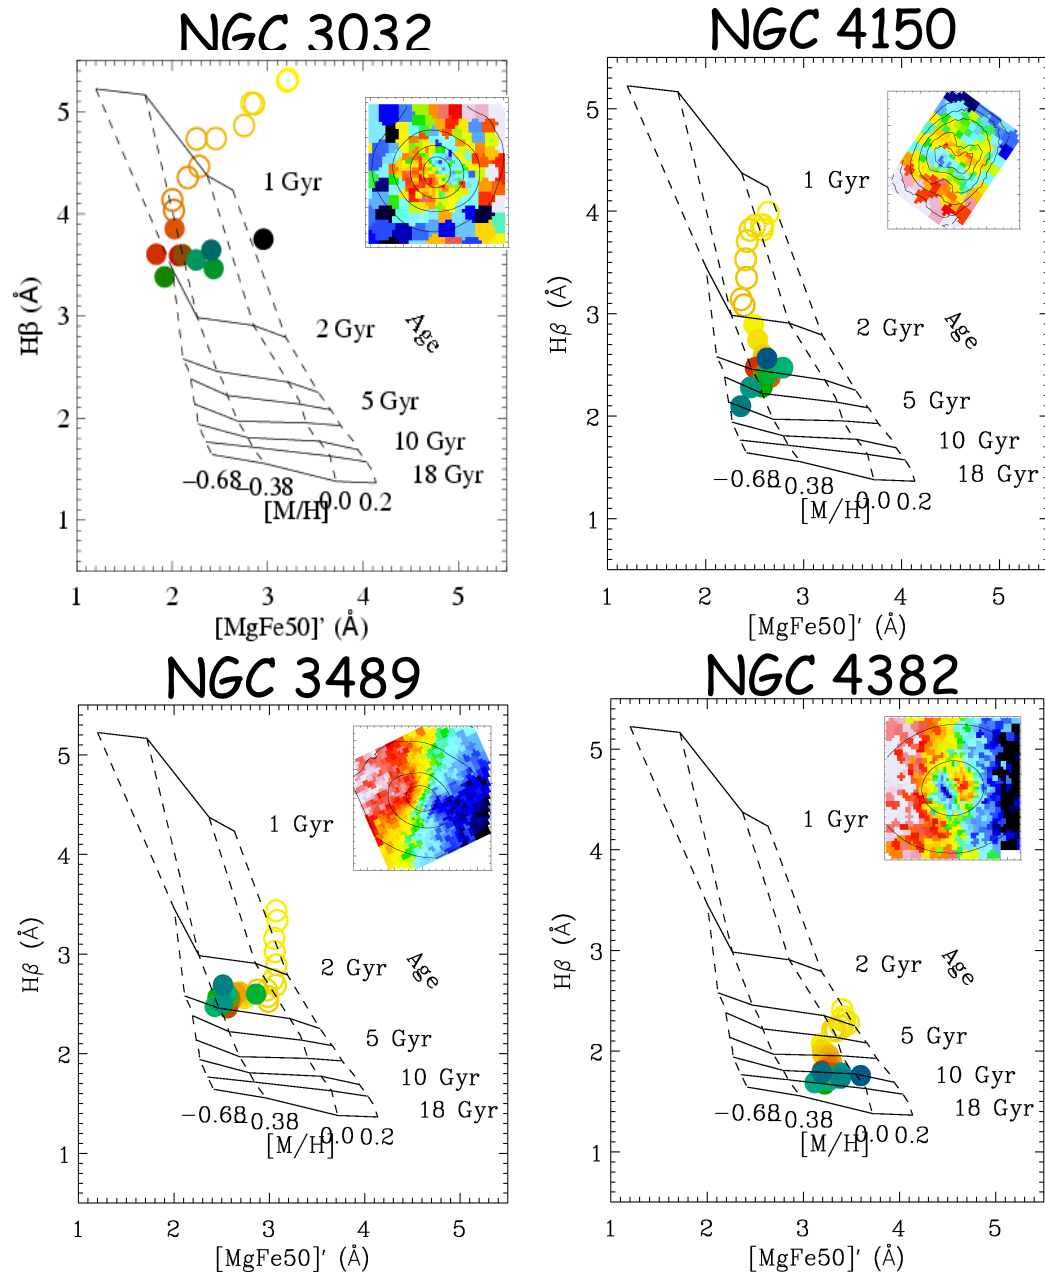 NGC 3032
5
4
3
2
1
Hβ (Å)
1 Gyr
2 Gyr
Age
5 Gyr
10 Gyr
18 Gyr
−0.68
−0.38
0.0
0.2
[M/H]
1 2 3 4 5
[MgFe50]' (Å)
NGC 4150
5
4
3
2
1
Hβ (Å)
1 Gyr
2 Gyr
Age
5 Gyr
10 Gyr
18 Gyr
−0.68
−0.38
0.0
0.2
[M/H]
1 2 3 4 5
[MgFe50]' (Å)
NGC 3489
5
4
3
2
1
Hβ (Å)
1 Gyr
2 Gyr
Age
5 Gyr
10 Gyr
18 Gyr
−0.68
−0.38
0.0
0.2
[M/H]
1 2 3 4 5
[MgFe50]' (Å)
NGC 4382
5
4
3
2
1
Hβ (Å)
1 Gyr
2 Gyr
Age
5 Gyr
10 Gyr
18 Gyr
−0.68
−0.38
0.0
0.2
[M/H]
1 2 3 4 5
[MgFe50]' (Å)